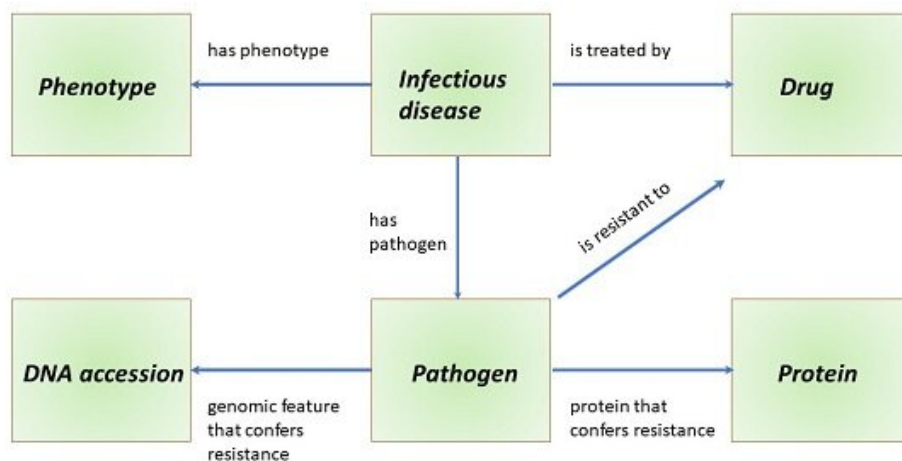 has phenotype
is treated by
Phenotype
Infectious
disease
Drug
has
pathogen
is resistant to
DNA accession
Pathogen
Protein
genomic feature
that confers
resistance
protein that
confers resistance